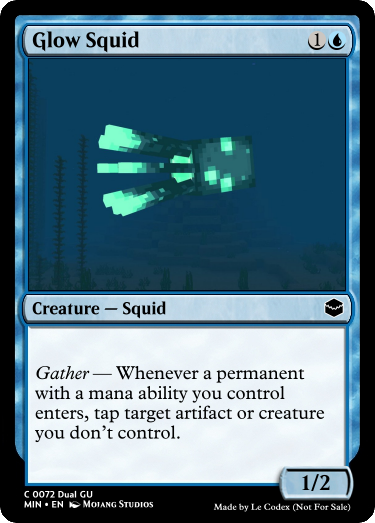 Glow Squid 1
Creature — Squid
Gather — Whenever a permanent
with a mana ability you control
enters, tap target artifact or creature
you don't control.
1/2
C 0072 Dual GU
MIN • EN Mojang Studios
Made by Le Codex (Not For Sale)